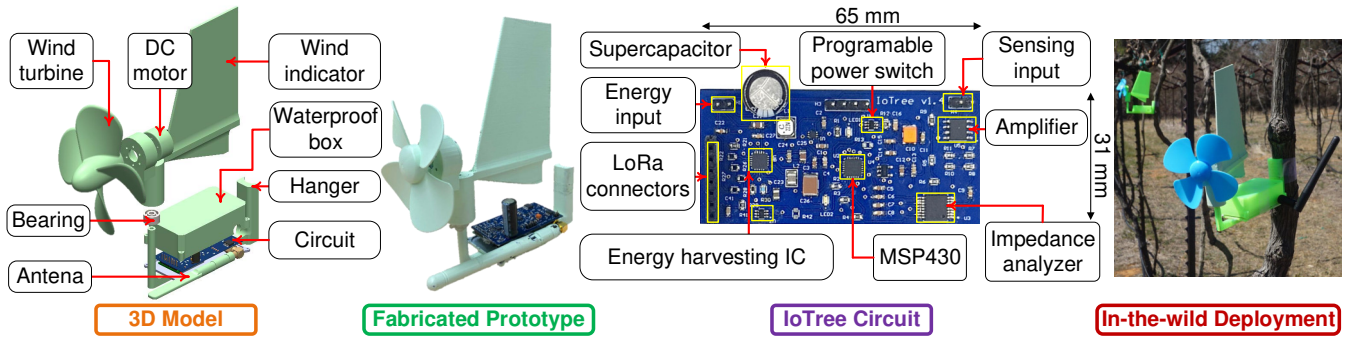 Wind
turbine
DC
motor
Wind
indicator
Waterproof
box
Hanger
Bearing
Circuit
Antena
3D Model
Fabricated Prototype
65 mm
Supercapacitor
Programable
power switch
Sensing
input
Energy
input
IoTree v1.
Amplifier
31 mm
LoRa
connectors
Energy harvesting IC
MSP430
Impedance
analyzer
IoTree Circuit
In-the-wild Deployment